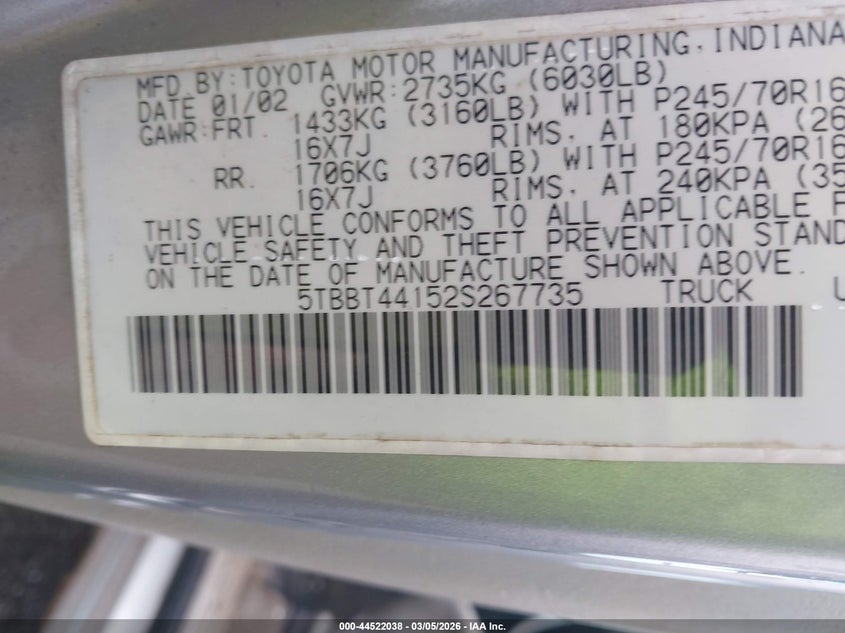 MFD.BY:TOYOTA MOTOR MANUFACTURING.INDIANA
DATE 01/02 GVWR:2735KG (6030LB)
GAWR:FRT. 1433KG (3160LB) WITH P245/70R16
16X7J RIMS. AT 180KPA (26
RR. 1706KG (3760LB) WITH P245/70R16
16X7J RIMS. AT 240KPA (35
THIS VEHICLE CONFORMS TO ALL APPLICABLE F
VEHICLE SAFETY AND THEFT PREVENTION STAND
ON THE DATE OF MANUFACTURE SHOWN ABOVE.
5TBBT44152S267735 TRUCK U
000-44522038 | 03/05/2026 – IAA Inc.